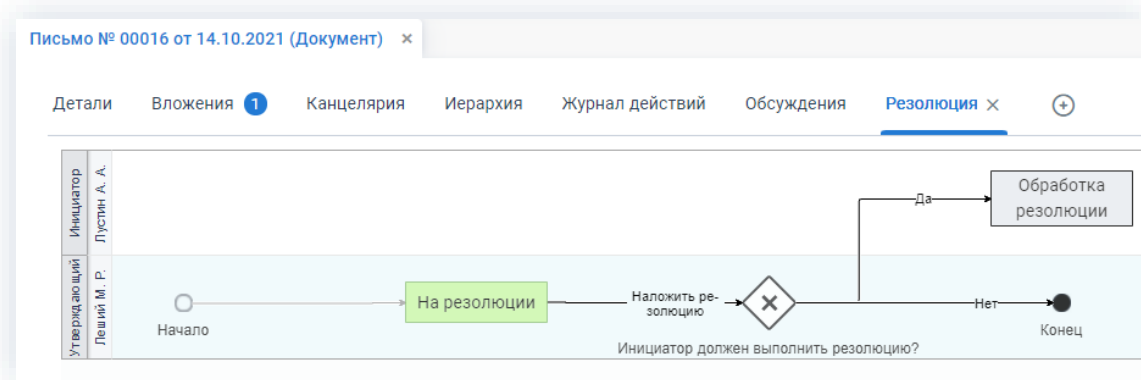 Письмо № 00016 от 14.10.2021 (Документ) ×
Детали Вложения 1 Канцелярия Иерархия Журнал действий Обсуждения Резолюция ×
Инициатор
Лустин А. А.
Да
Обработка
резолюции
Утверждающий
Леший М. Р.
Начало
На резолюции
Наложить ре-
золюцию
Инициатор должен выполнить резолюцию?
Нет
Конец